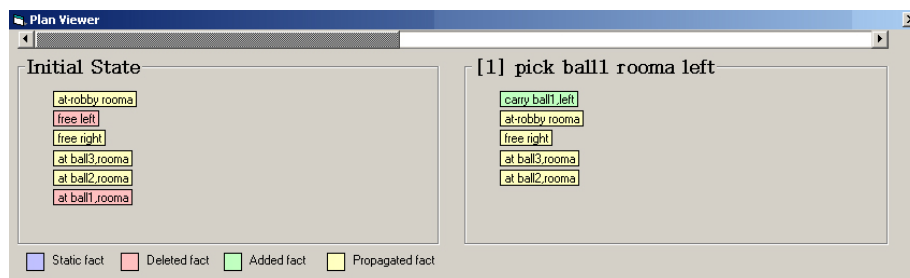 Plan Viewer
Initial State
at-robby rooma
free left
free right
at ball3,rooma
at ball2,rooma
at ball1,rooma
[1] pick ball1 rooma left
carry ball1,left
at-robby rooma
free right
at ball3,rooma
at ball2,rooma
Static fact
Deleted fact
Added fact
Propagated fact